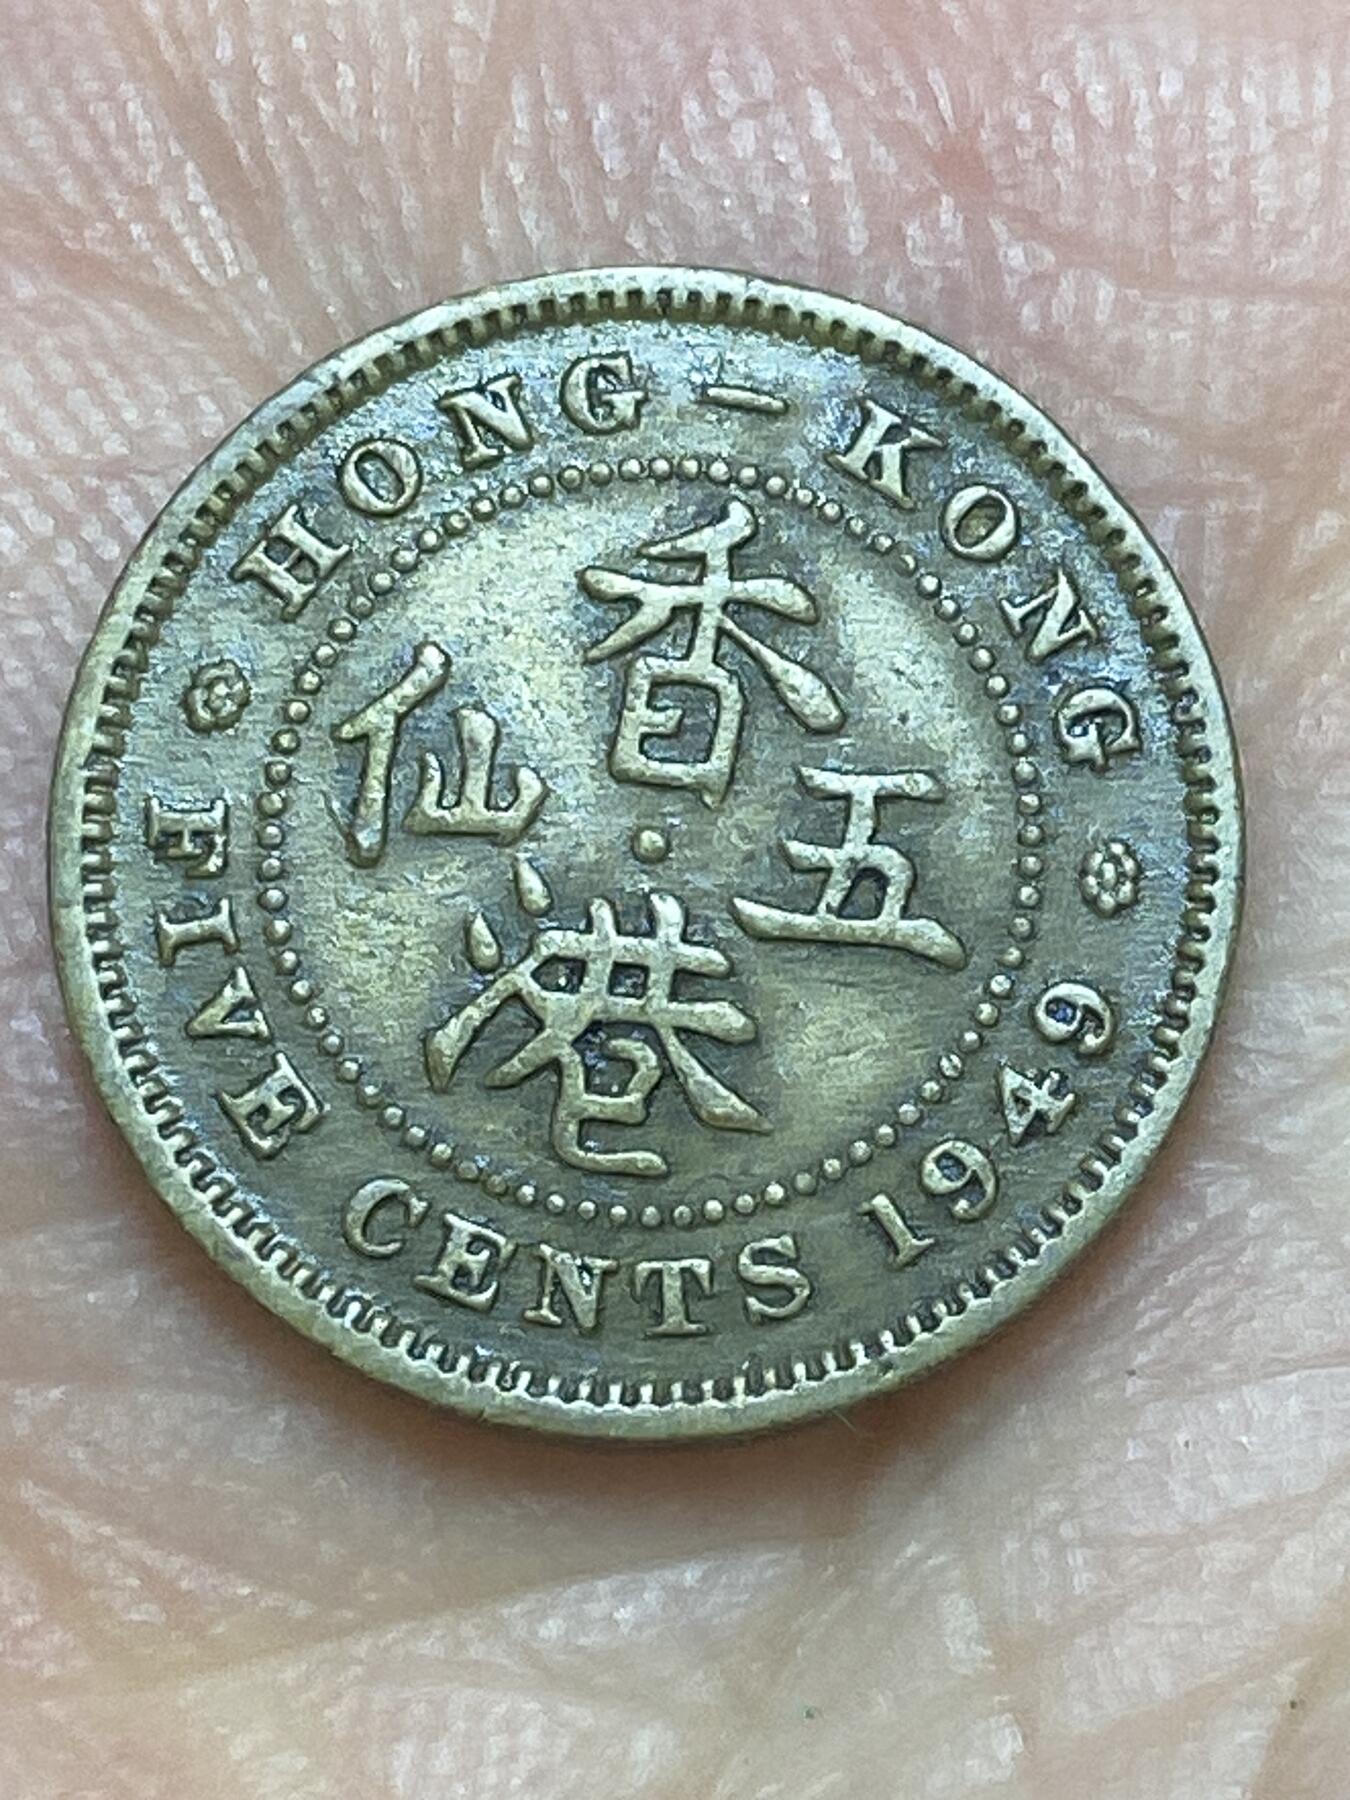 HONG-KONG
香港
五仙
FIVE CENTS 1949